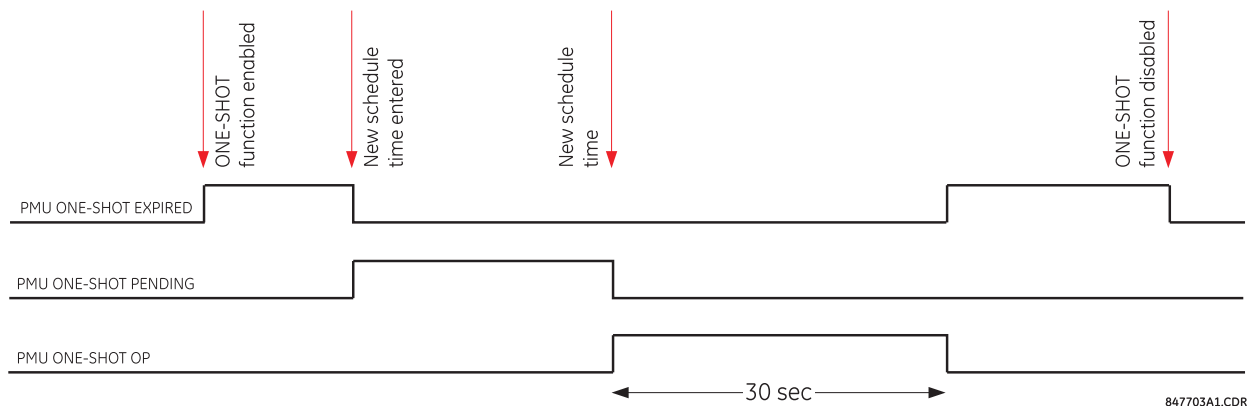 ONE-SHOT
function enabled
New schedule
time entered
New schedule
time
ONE-SHOT
function disabled
PMU ONE-SHOT EXPIRED
PMU ONE-SHOT PENDING
PMU ONE-SHOT OP
30 sec
847703A1.CDR